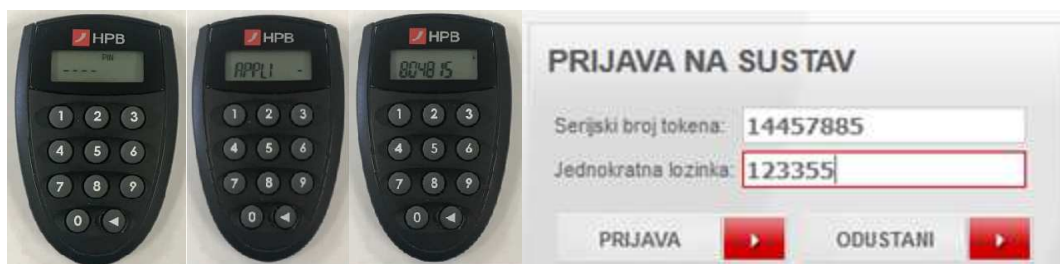 HPB
PIN
----
1 2 3
4 5 6
7 8 9
0
HPB
APPLI -
1 2 3
4 5 6
7 8 9
0
HPB
804815
1 2 3
4 5 6
7 8 9
0
PRIJAVA NA SUSTAV
Serijski broj tokena: 14457885
Jednokratna lozinka: 123355
PRIJAVA
ODUSTANI